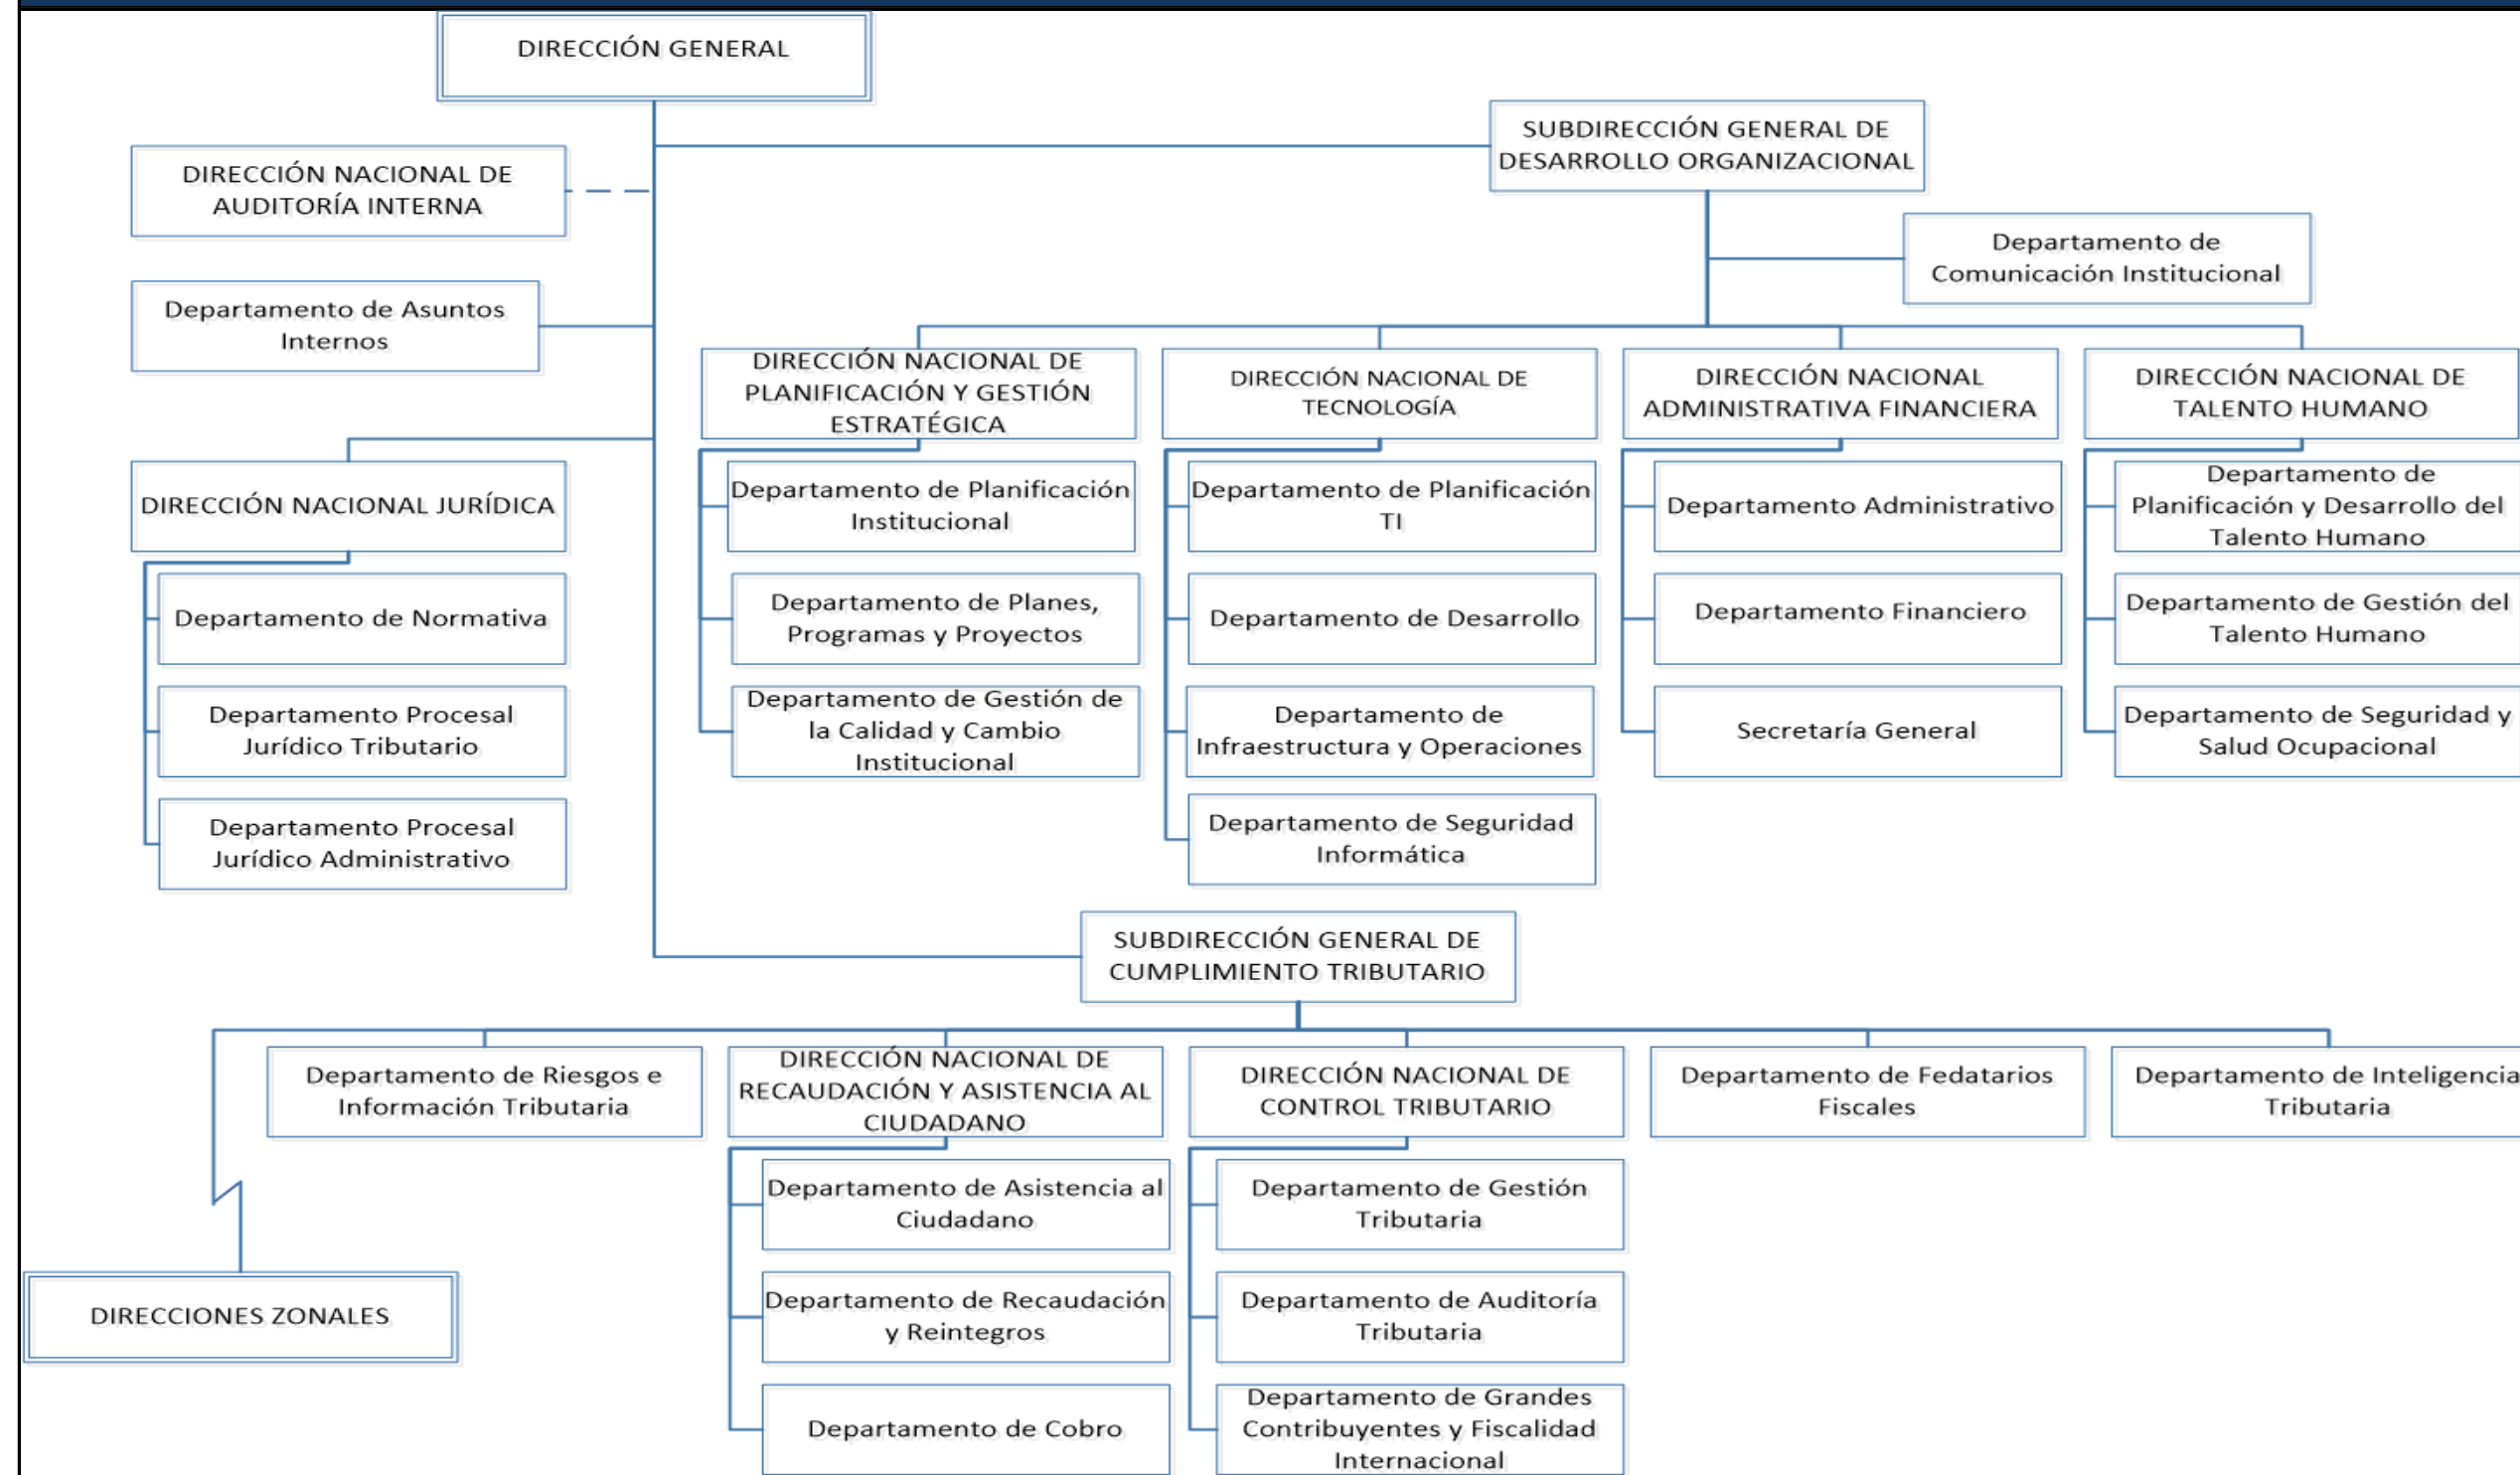 DIRECCIÓN GENERAL
SUBDIRECCIÓN GENERAL DE
DESARROLLO ORGANIZACIONAL
DIRECCIÓN NACIONAL DE
AUDITORÍA INTERNA
Departamento de
Comunicación Institucional
Departamento de Asuntos
Internos
DIRECCIÓN NACIONAL DE
PLANIFICACIÓN Y GESTIÓN
ESTRATÉGICA
DIRECCIÓN NACIONAL DE
TECNOLOGÍA
DIRECCIÓN NACIONAL
ADMINISTRATIVA FINANCIERA
DIRECCIÓN NACIONAL DE
TALENTO HUMANO
DIRECCIÓN NACIONAL JURÍDICA
Departamento de Normativa
Departamento Procesal
Jurídico Tributario
Departamento Procesal
Jurídico Administrativo
Departamento de Planificación
Institucional
Departamento de Planes,
Programas y Proyectos
Departamento de Gestión de
la Calidad y Cambio
Institucional
Departamento de Planificación
TI
Departamento de Desarrollo
Departamento de
Infraestructura y Operaciones
Departamento de Seguridad
Informática
Departamento Administrativo
Departamento Financiero
Secretaría General
Departamento de
Planificación y Desarrollo del
Talento Humano
Departamento de Gestión del
Talento Humano
Departamento de Seguridad y
Salud Ocupacional
SUBDIRECCIÓN GENERAL DE
CUMPLIMIENTO TRIBUTARIO
Departamento de Riesgos e
Información Tributaria
DIRECCIÓN NACIONAL DE
RECAUDACIÓN Y ASISTENCIA AL
CIUDADANO
DIRECCIÓN NACIONAL DE
CONTROL TRIBUTARIO
Departamento de Fedatarios
Fiscales
Departamento de Inteligencia
Tributaria
DIRECCIONES ZONALES
Departamento de Asistencia al
Ciudadano
Departamento de Recaudación
y Reintegros
Departamento de Cobro
Departamento de Gestión
Tributaria
Departamento de Auditoría
Tributaria
Departamento de Grandes
Contribuyentes y Fiscalidad
Internacional